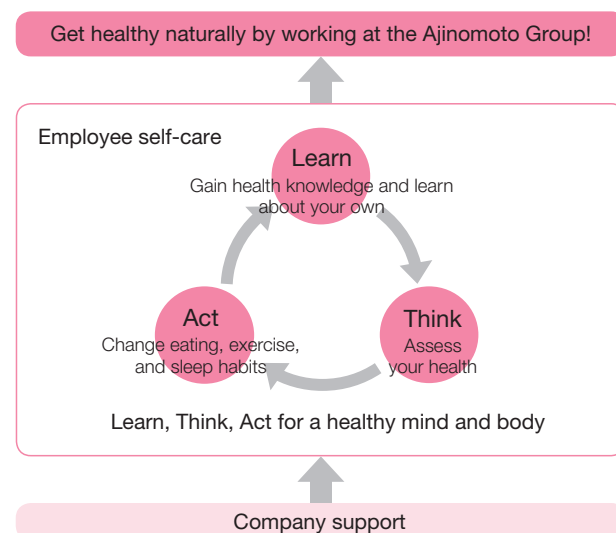 Get healthy naturally by working at the Ajinomoto Group!
Employee self-care
Learn
Gain health knowledge and learn
about your own
Act
Change eating, exercise,
and sleep habits
Think
Assess
your health
Learn, Think, Act for a healthy mind and body
Company support